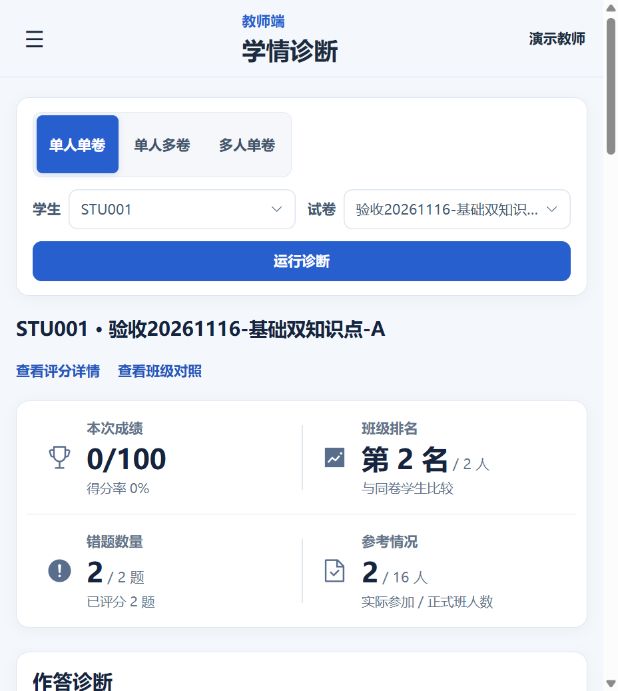 教师端
学情诊断
演示教师
单人单卷 单人多卷 多人单卷
学生 STU001 试卷 验收20261116-基础双知识...
运行诊断
STU001 · 验收20261116-基础双知识点-A
查看评分详情 查看班级对照
本次成绩
0/100
得分率 0%
班级排名
第 2 名 / 2 人
与同卷学生比较
错题数量
2 / 2 题
已评分 2 题
参考情况
2 / 16 人
实际参加 / 正式班人数
作答诊断